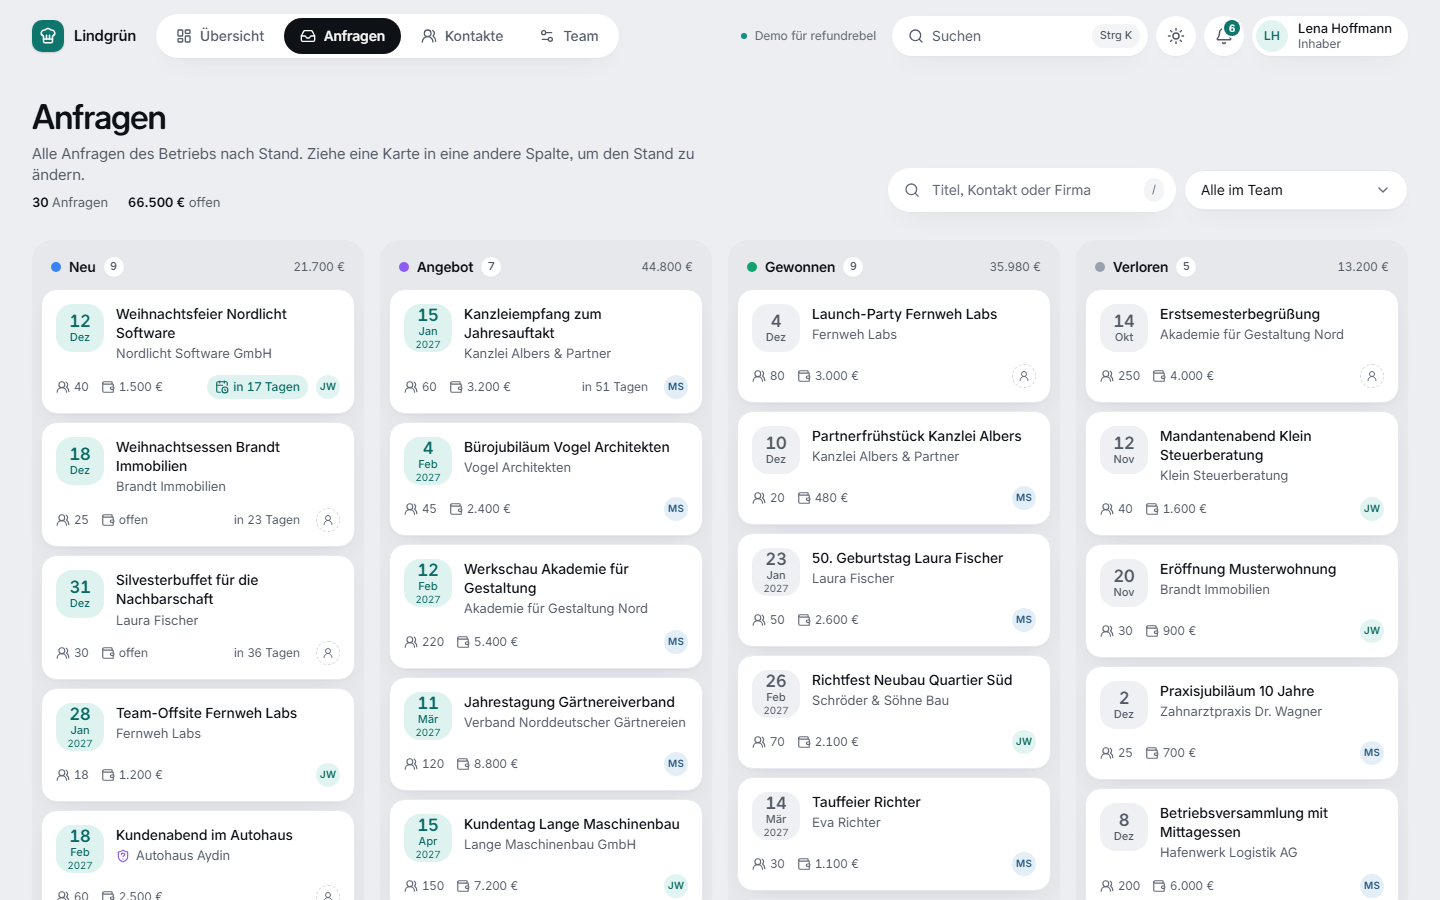 Lindgrün
Übersicht
Anfragen
Kontakte
Team
Demo für refundrebel
Suchen
Strg K
6
LH
Lena Hoffmann
Inhaber
Anfragen
Alle Anfragen des Betriebs nach Stand. Ziehe eine Karte in eine andere Spalte, um den Stand zu
ändern.
30 Anfragen 66.500 € offen
Titel, Kontakt oder Firma
/
Alle im Team
Neu 9 21.700 €
12 Dez
Weihnachtsfeier Nordlicht
Software
Nordlicht Software GmbH
40 1.500 € in 17 Tagen JW
18 Dez
Weihnachtsessen Brandt
Immobilien
Brandt Immobilien
25 offen in 23 Tagen
31 Dez
Silvesterbuffet für die
Nachbarschaft
Laura Fischer
30 offen in 36 Tagen
28 Jan 2027
Team-Offsite Fernweh Labs
Fernweh Labs
18 1.200 € JW
18 Feb 2027
Kundenabend im Autohaus
Autohaus Aydin
60 2.500 €
Angebot 7 44.800 €
15 Jan 2027
Kanzleiempfang zum
Jahresauftakt
Kanzlei Albers & Partner
60 3.200 € in 51 Tagen MS
4 Feb 2027
Bürojubiläum Vogel Architekten
Vogel Architekten
45 2.400 € MS
12 Feb 2027
Werkschau Akademie für
Gestaltung
Akademie für Gestaltung Nord
220 5.400 € MS
11 Mär 2027
Jahrestagung Gärtnereiverband
Verband Norddeutscher Gärtnereien
120 8.800 € MS
15 Apr 2027
Kundentag Lange Maschinenbau
Lange Maschinenbau GmbH
150 7.200 € JW
Gewonnen 9 35.980 €
4 Dez
Launch-Party Fernweh Labs
Fernweh Labs
80 3.000 €
10 Dez
Partnerfrühstück Kanzlei Albers
Kanzlei Albers & Partner
20 480 € MS
23 Jan 2027
50. Geburtstag Laura Fischer
Laura Fischer
50 2.600 € MS
26 Feb 2027
Richtfest Neubau Quartier Süd
Schröder & Söhne Bau
70 2.100 € JW
14 Mär 2027
Tauffeier Richter
Eva Richter
30 1.100 € MS
Verloren 5 13.200 €
14 Okt
Erstsemesterbegrüßung
Akademie für Gestaltung Nord
250 4.000 €
12 Nov
Mandantenabend Klein
Steuerberatung
Klein Steuerberatung
40 1.600 € JW
20 Nov
Eröffnung Musterwohnung
Brandt Immobilien
30 900 € JW
2 Dez
Praxisjubiläum 10 Jahre
Zahnarztpraxis Dr. Wagner
25 700 € MS
8 Dez
Betriebsversammlung mit
Mittagessen
Hafenwerk Logistik AG
200 6.000 € MS